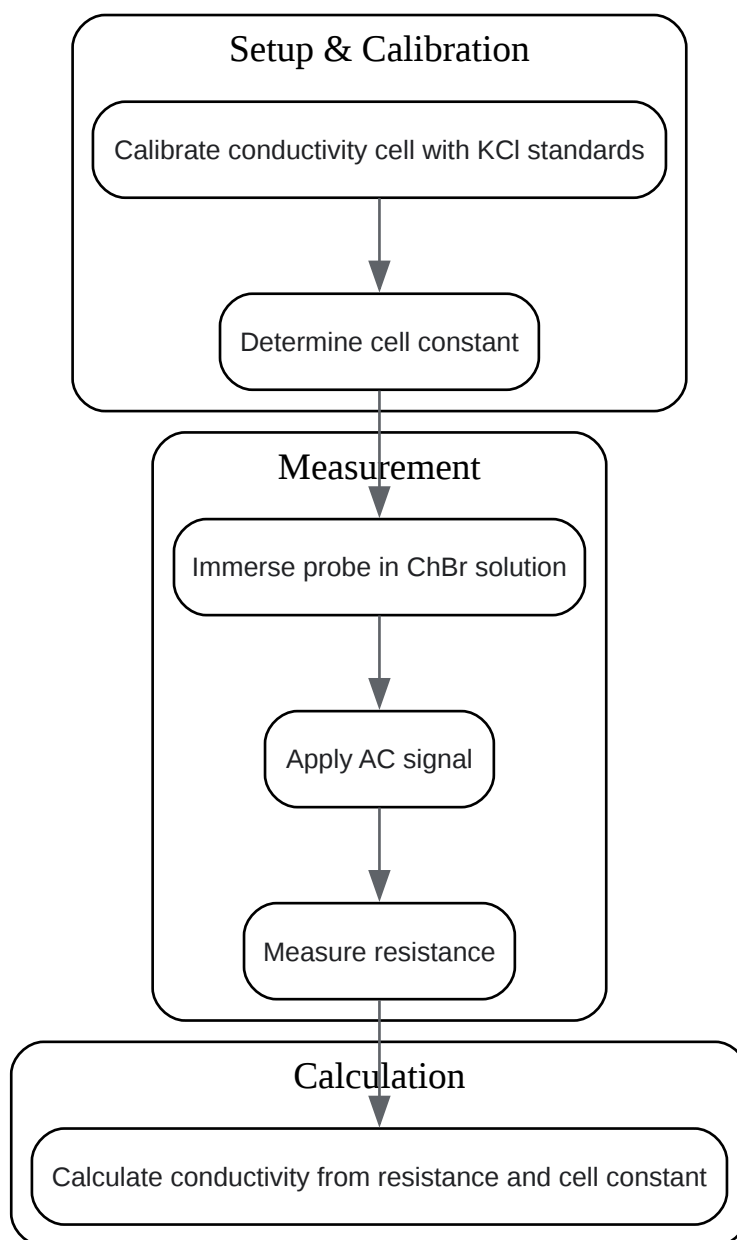 Setup & Calibration
Calibrate conductivity cell with KCl standards
Determine cell constant
Measurement
Immerse probe in ChBr solution
Apply AC signal
Measure resistance
Calculation
Calculate conductivity from resistance and cell constant